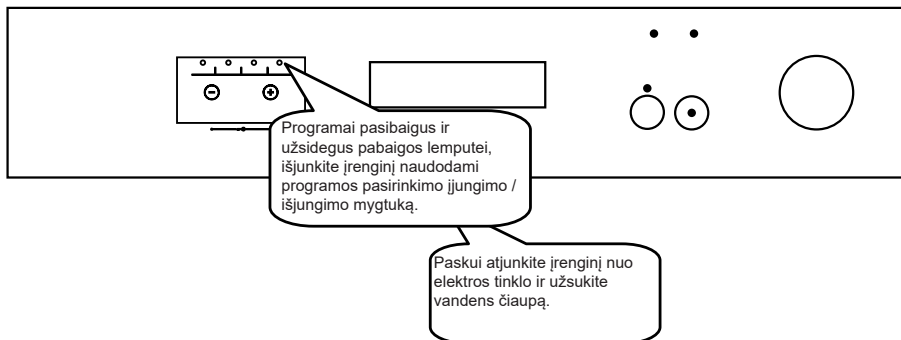 Programai pasibaigus ir
užsidegus pabaigos lemputei,
išjunkite įrenginį naudodami
programos pasirinkimo įjungimo /
išjungimo mygtuką.
Paskui atjunkite įrenginį nuo
elektros tinklo ir užsukite
vandens čiaupą.